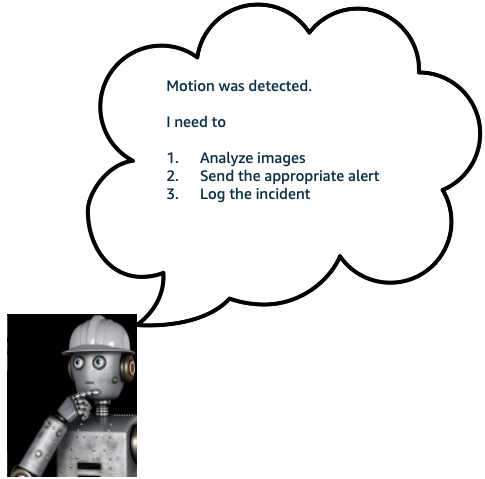 Motion was detected.
I need to
1. Analyze images
2. Send the appropriate alert
3. Log the incident